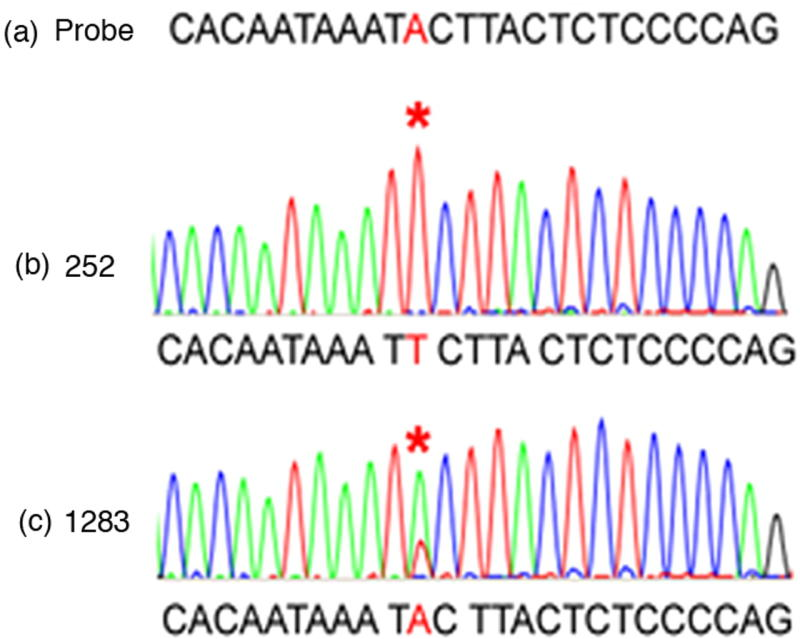 (a) Probe CACAATAAATACTTACTCTCCCCAG
*
(b) 252
CACAATAAA TT CTTA CTCTCCCCAG
*
(c) 1283
CACAATAAA TAC TTACTCTCCCCAG